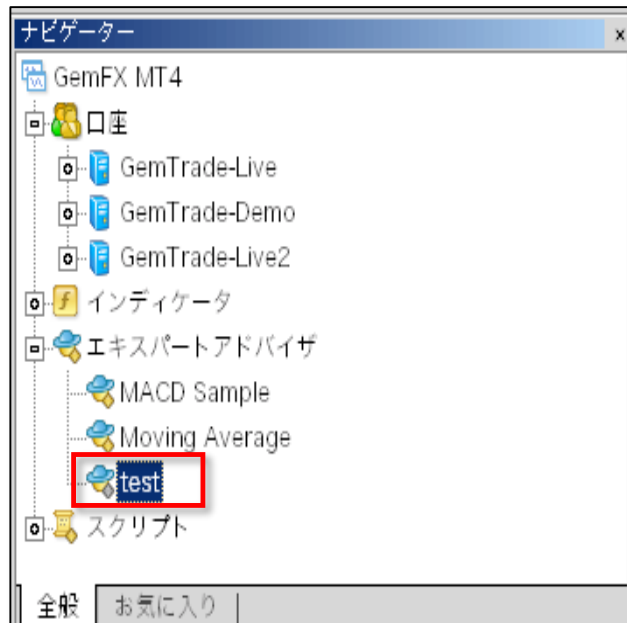 ナビゲーター
GemFX MT4
口座
GemTrade-Live
GemTrade-Demo
GemTrade-Live2
インディケータ
エキスパートアドバイザ
MACD Sample
Moving Average
test
スクリプト
全般 お気に入り